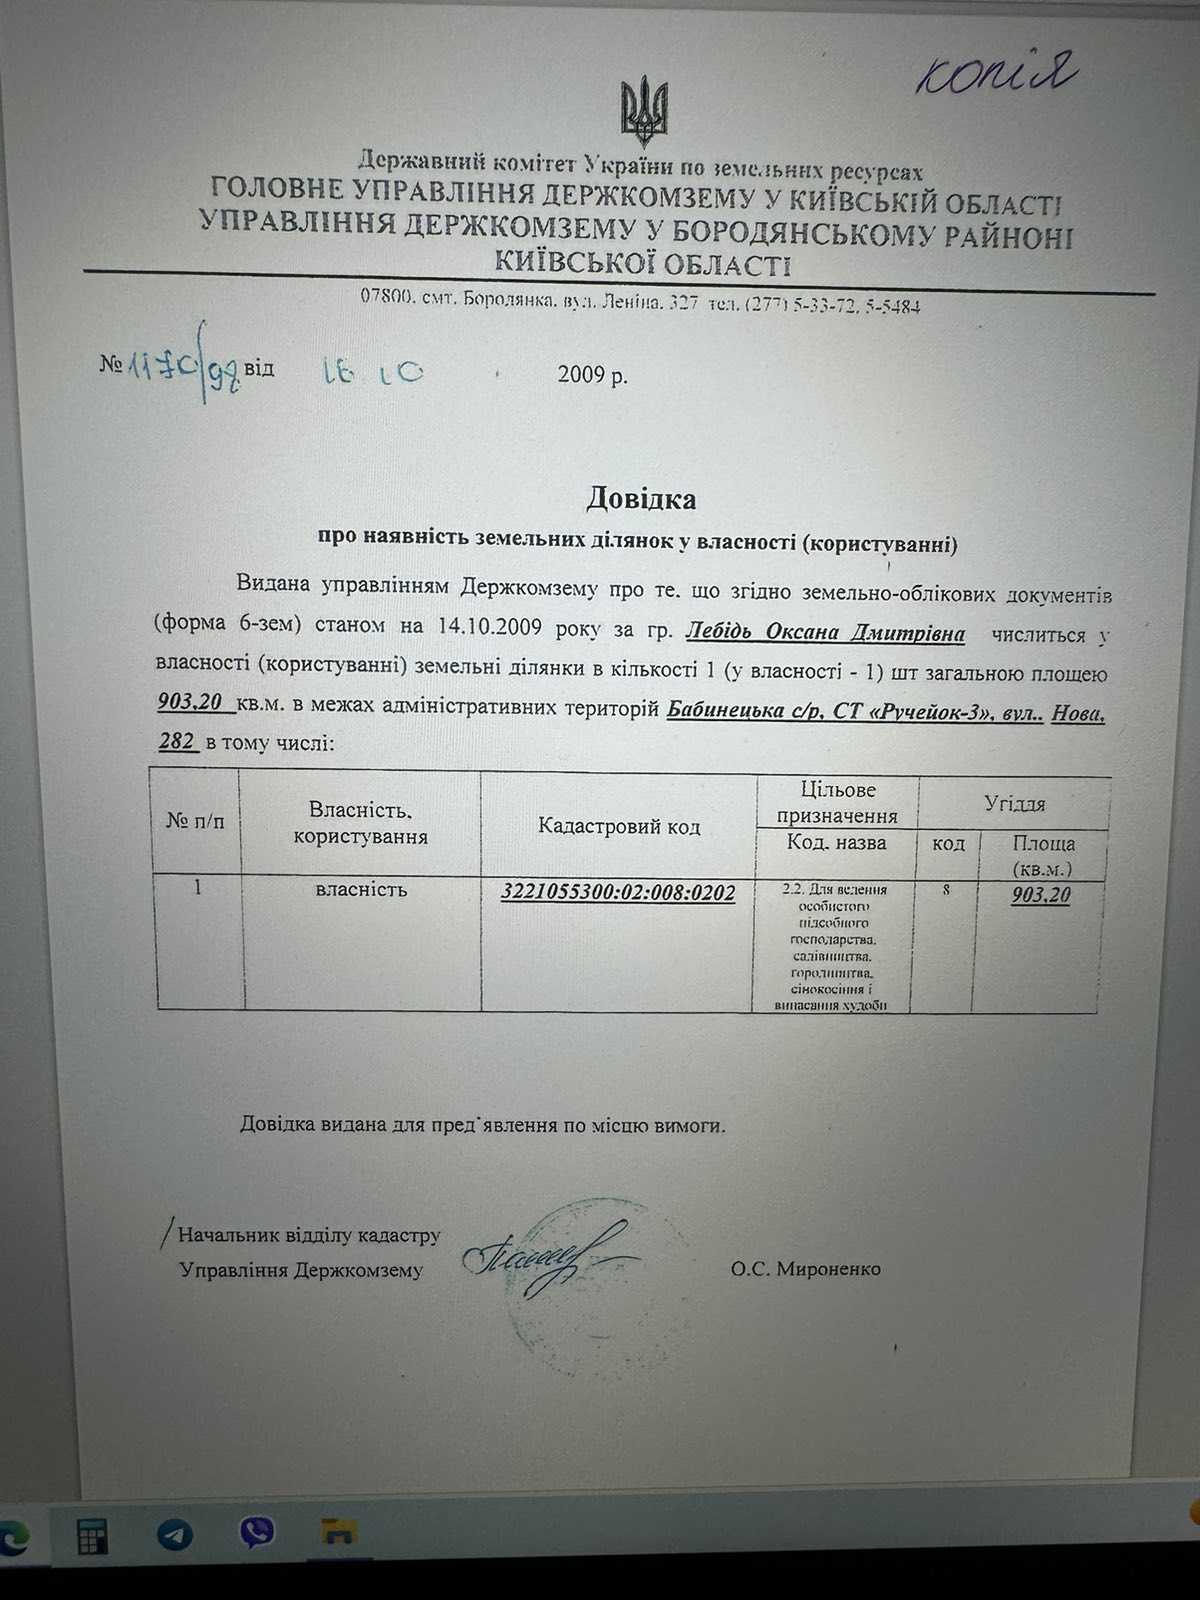 копія
Державний комітет України по земельних ресурсах
ГОЛОВНЕ УПРАВЛІННЯ ДЕРЖКОМЗЕМУ У КИЇВСЬКІЙ ОБЛАСТІ
УПРАВЛІННЯ ДЕРЖКОМЗЕМУ У БОРОДЯНСЬКОМУ РАЙНОНІ
КИЇВСЬКОЇ ОБЛАСТІ
07800. смт. Бородянка. вул. Леніна. 327 тел. (277) 5-33-72, 5-5484
№ від 2009 р.
Довідка
про наявність земельних ділянок у власності (користуванні)
Видана управлінням Держкомзему про те. що згідно земельно-облікових документів
(форма 6-зем) станом на 14.10.2009 року за гр. Лебідь Оксана Дмитрівна числиться у
власності (користуванні) земельні ділянки в кількості 1 (у власності - 1) шт загальною площею
903,20 кв.м. в межах адміністративних територій Бабинецька с/р, СТ «Ручейок-3», вул.. Нова,
282 в тому числі:
№ п/п Власність, користування Кадастровий код Цільове призначення Угіддя
Код. назва код Площа (кв.м.)
1 власність 3221055300:02:008:0202 2.2. Для ведення 8 903,20
особистого
підсобного
господарства.
садівництва.
городництва.
сінокосіння і
випасання худоби
Довідка видана для пред'явлення по місцю вимоги.
Начальник відділу кадастру
Управління Держкомзему О.С. Мироненко